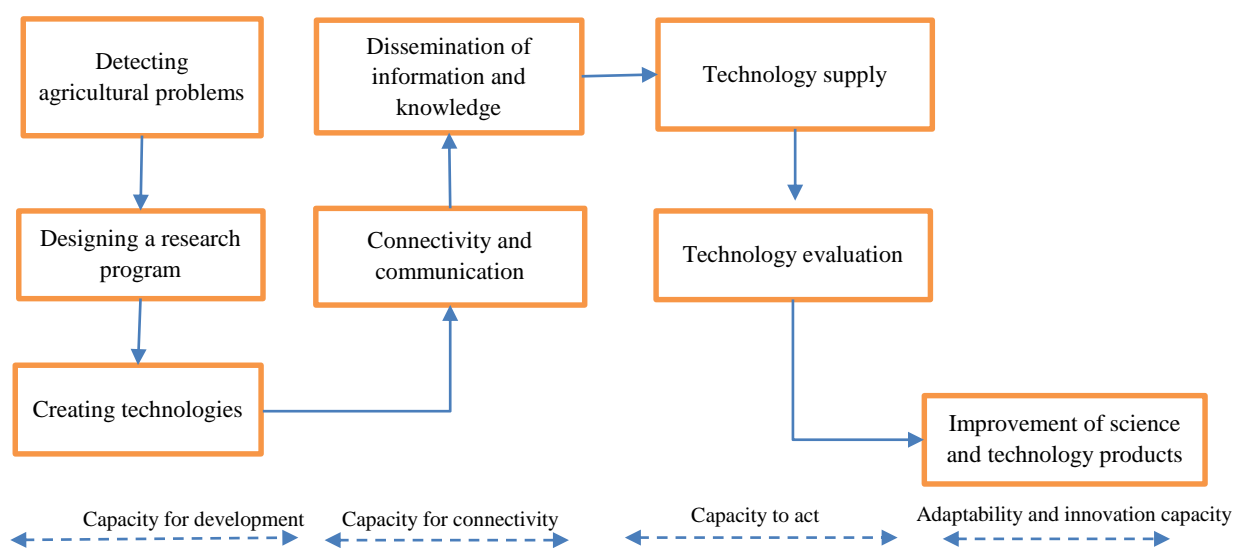 Detecting
agricultural problems
Designing a research
program
Creating technologies
Dissemination of
information and
knowledge
Connectivity and
communication
Technology supply
Technology evaluation
Improvement of science
and technology products
Capacity for development
Capacity for connectivity
Capacity to act
Adaptability and innovation capacity